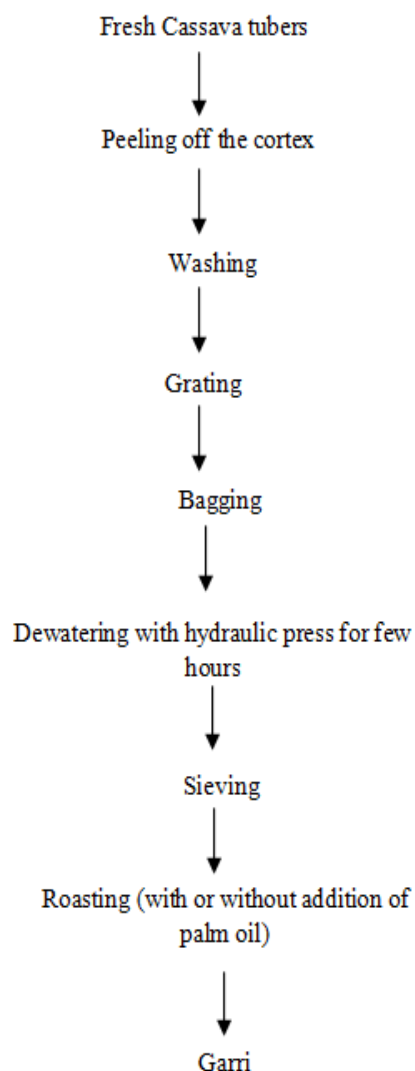 Fresh Cassava tubers
Peeling off the cortex
Washing
Grating
Bagging
Dewatering with hydraulic press for few
hours
Sieving
Roasting (with or without addition of
palm oil)
Garri